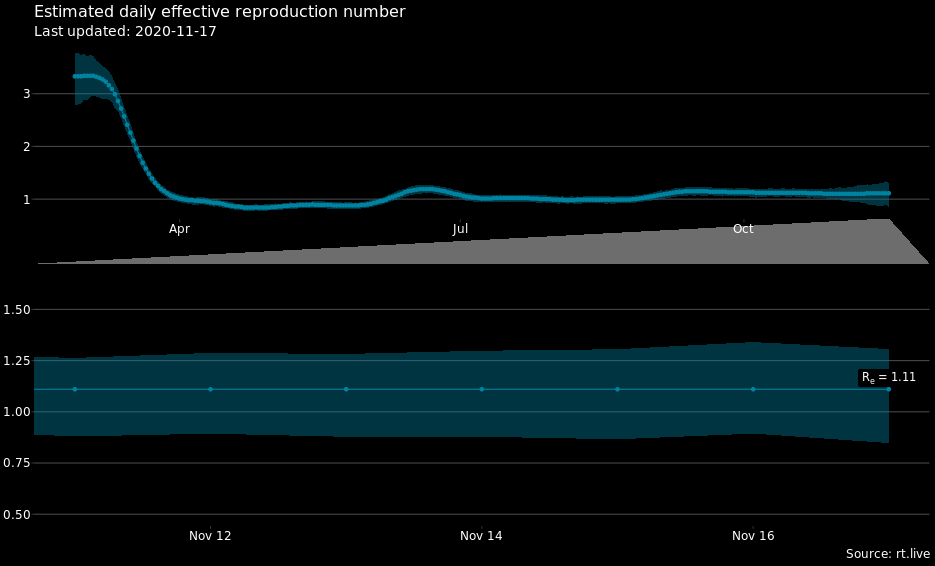 Estimated daily effective reproduction number
Last updated: 2020-11-17
3
2
1
Apr Jul Oct
1.50
1.25
Re = 1.11
1.00
0.75
0.50
Nov 12 Nov 14 Nov 16
Source: rt.live